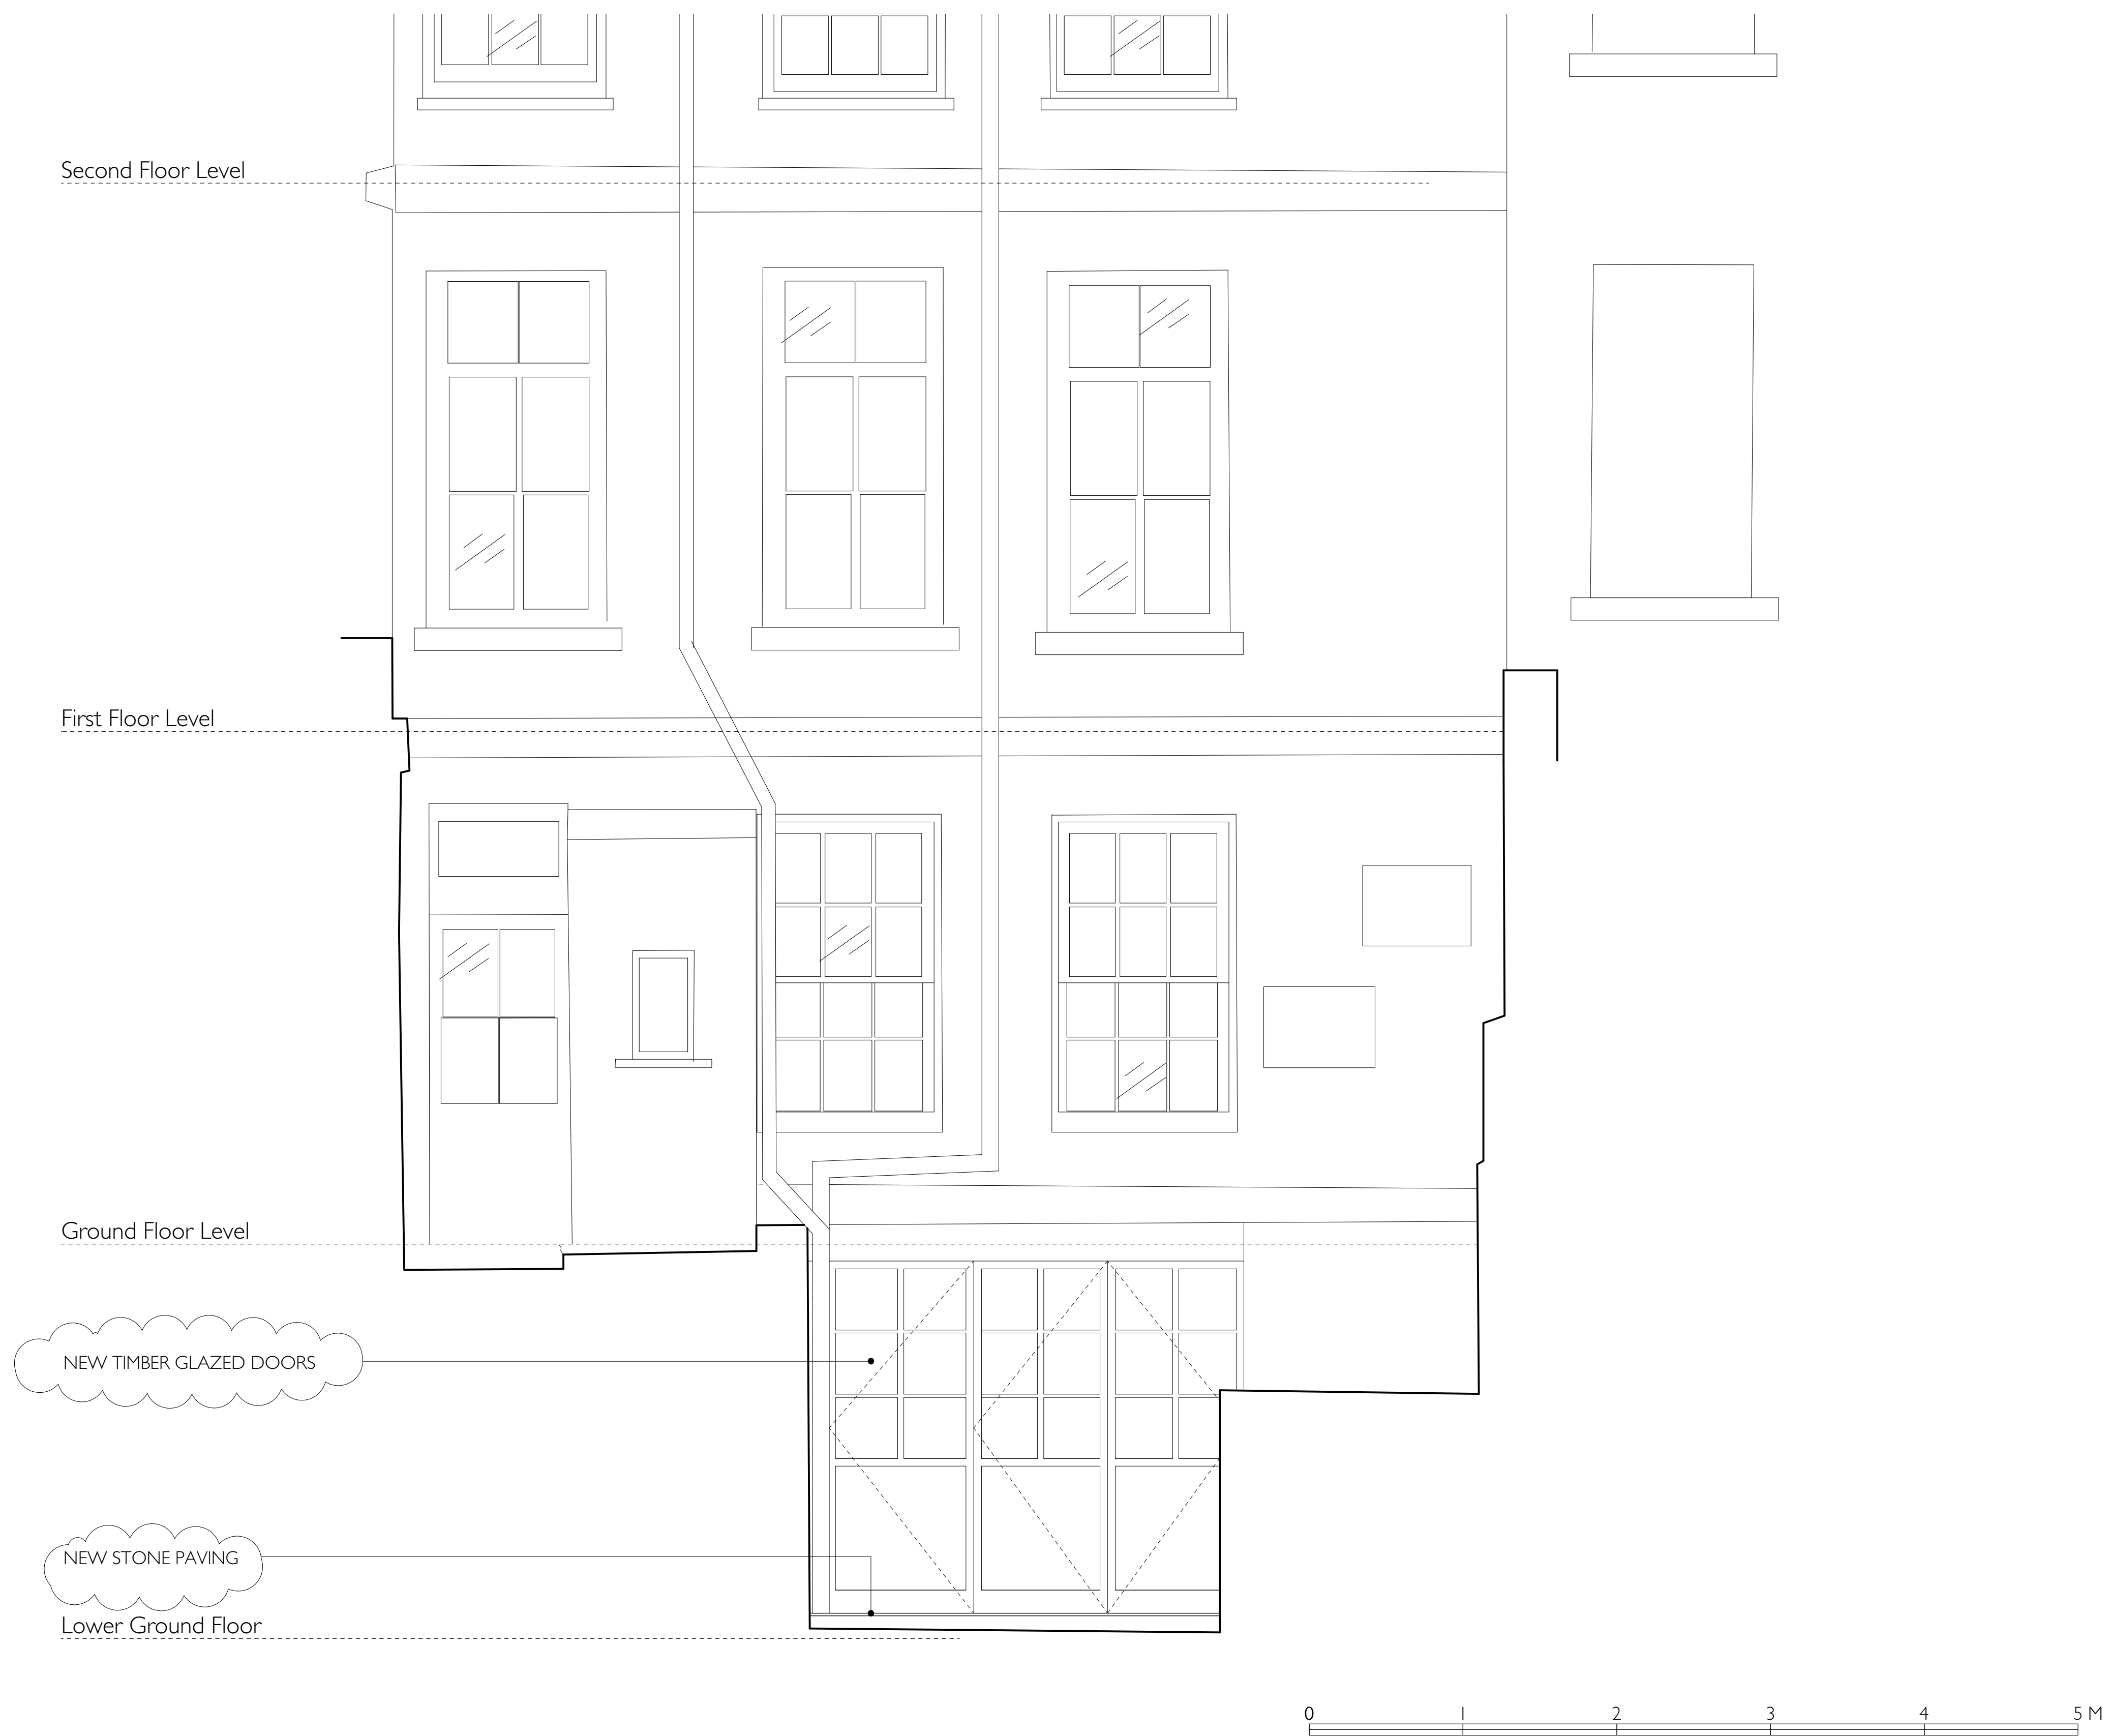 Second Floor Level
First Floor Level
Ground Floor Level
NEW TIMBER GLAZED DOORS
NEW STONE PAVING
Lower Ground Floor
0 1 2 3 4 5 M